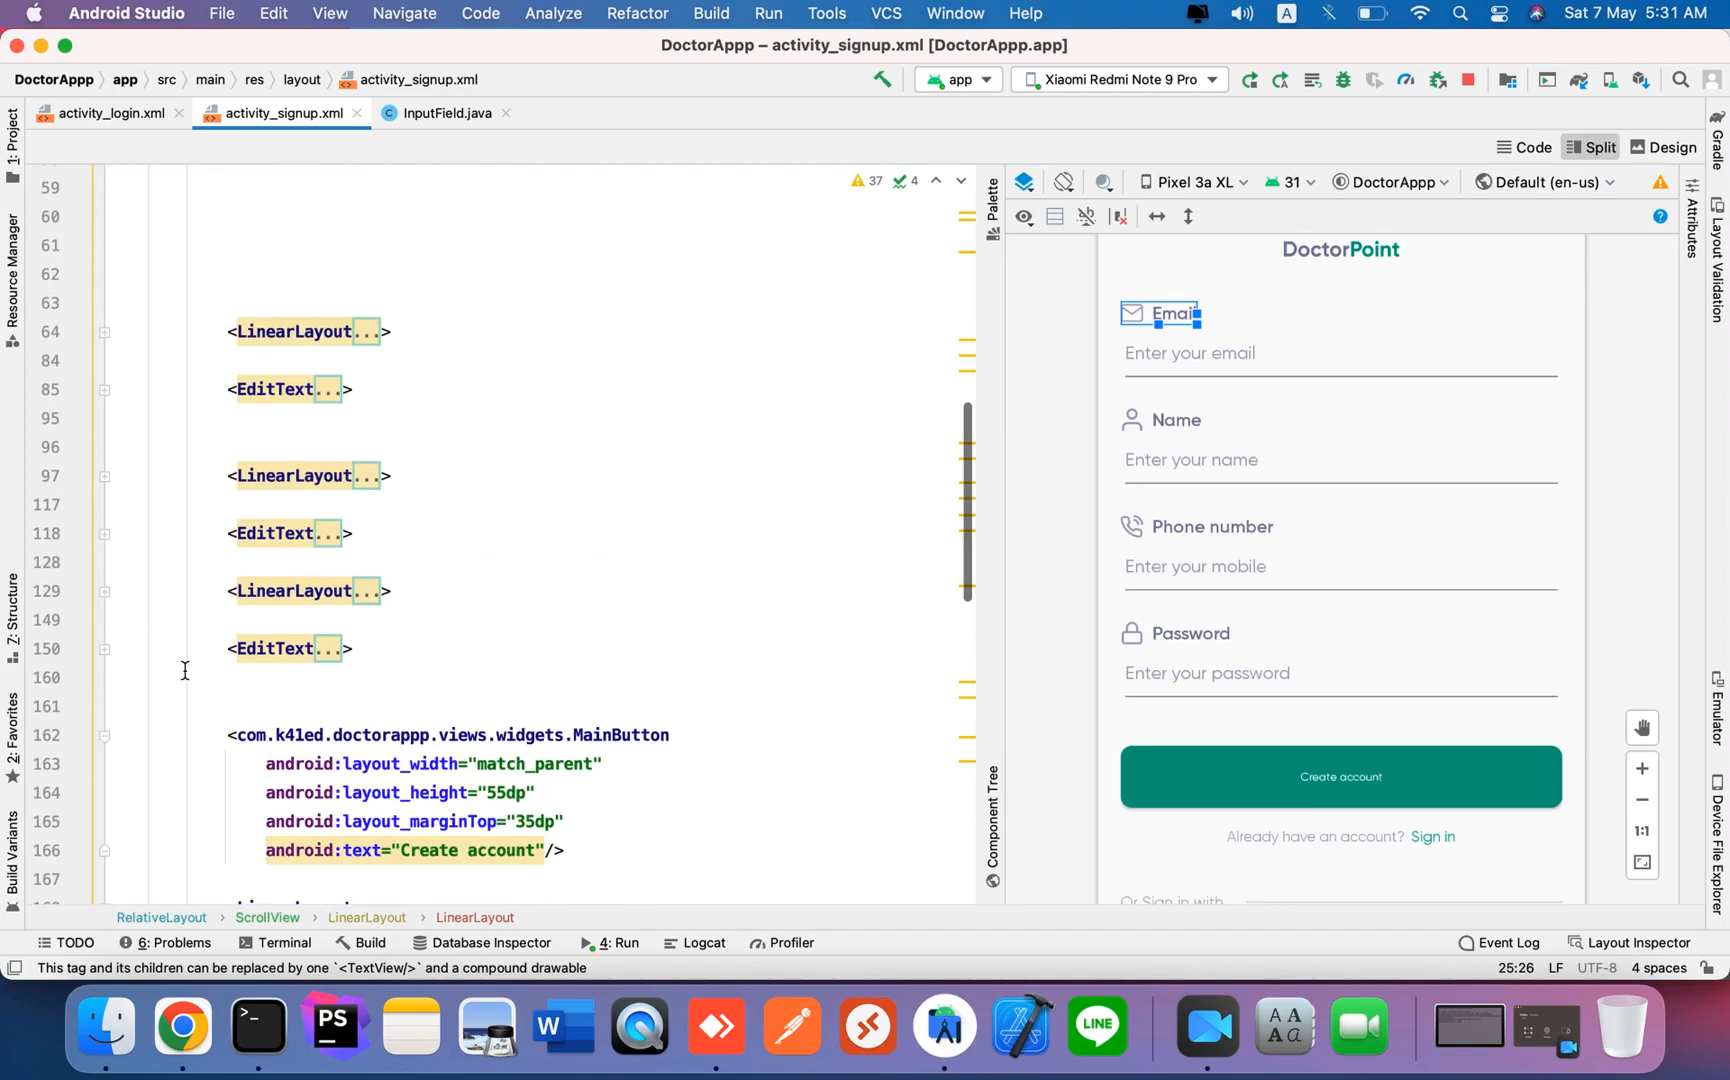 Android Studio File Edit View Navigate Code Analyze Refactor Build Run Tools VCS Window Help A Sat 7 May 5:31 AM
DoctorAppp – activity_signup.xml [DoctorAppp.app]
DoctorAppp app src main res layout activity_signup.xml app Xiaomi Redmi Note 9 Pro
activity_login.xml activity_signup.xml InputField.java
Code Split Design
37 4 Pixel 3a XL 31 DoctorAppp Default (en-us)
1: Project
Resource Manager
7: Structure
2: Favorites
Build Variants
59
60
61
62
63
64 <LinearLayout...>
84
85 <EditText...>
95
96
97 <LinearLayout...>
117
118 <EditText...>
128
129 <LinearLayout...>
149
150 <EditText...>
160
161
162 <com.k41ed.doctorappp.views.widgets.MainButton
163 android:layout_width="match_parent"
164 android:layout_height="55dp"
165 android:layout_marginTop="35dp"
166 android:text="Create account"/>
167
Palette
Component Tree
DoctorPoint
Email
Enter your email
Name
Enter your name
Phone number
Enter your mobile
Password
Enter your password
Create account
Already have an account? Sign in
Or Sign in with
1:1
Gradle
Attributes
Layout Validation
Emulator
Device File Explorer
RelativeLayout ScrollView LinearLayout LinearLayout
TODO 6: Problems Terminal Build Database Inspector 4: Run Logcat Profiler Event Log Layout Inspector
This tag and its children can be replaced by one `<TextView/>` and a compound drawable 25:26 LF UTF-8 4 spaces
>_ PS W LINE
A A
A a